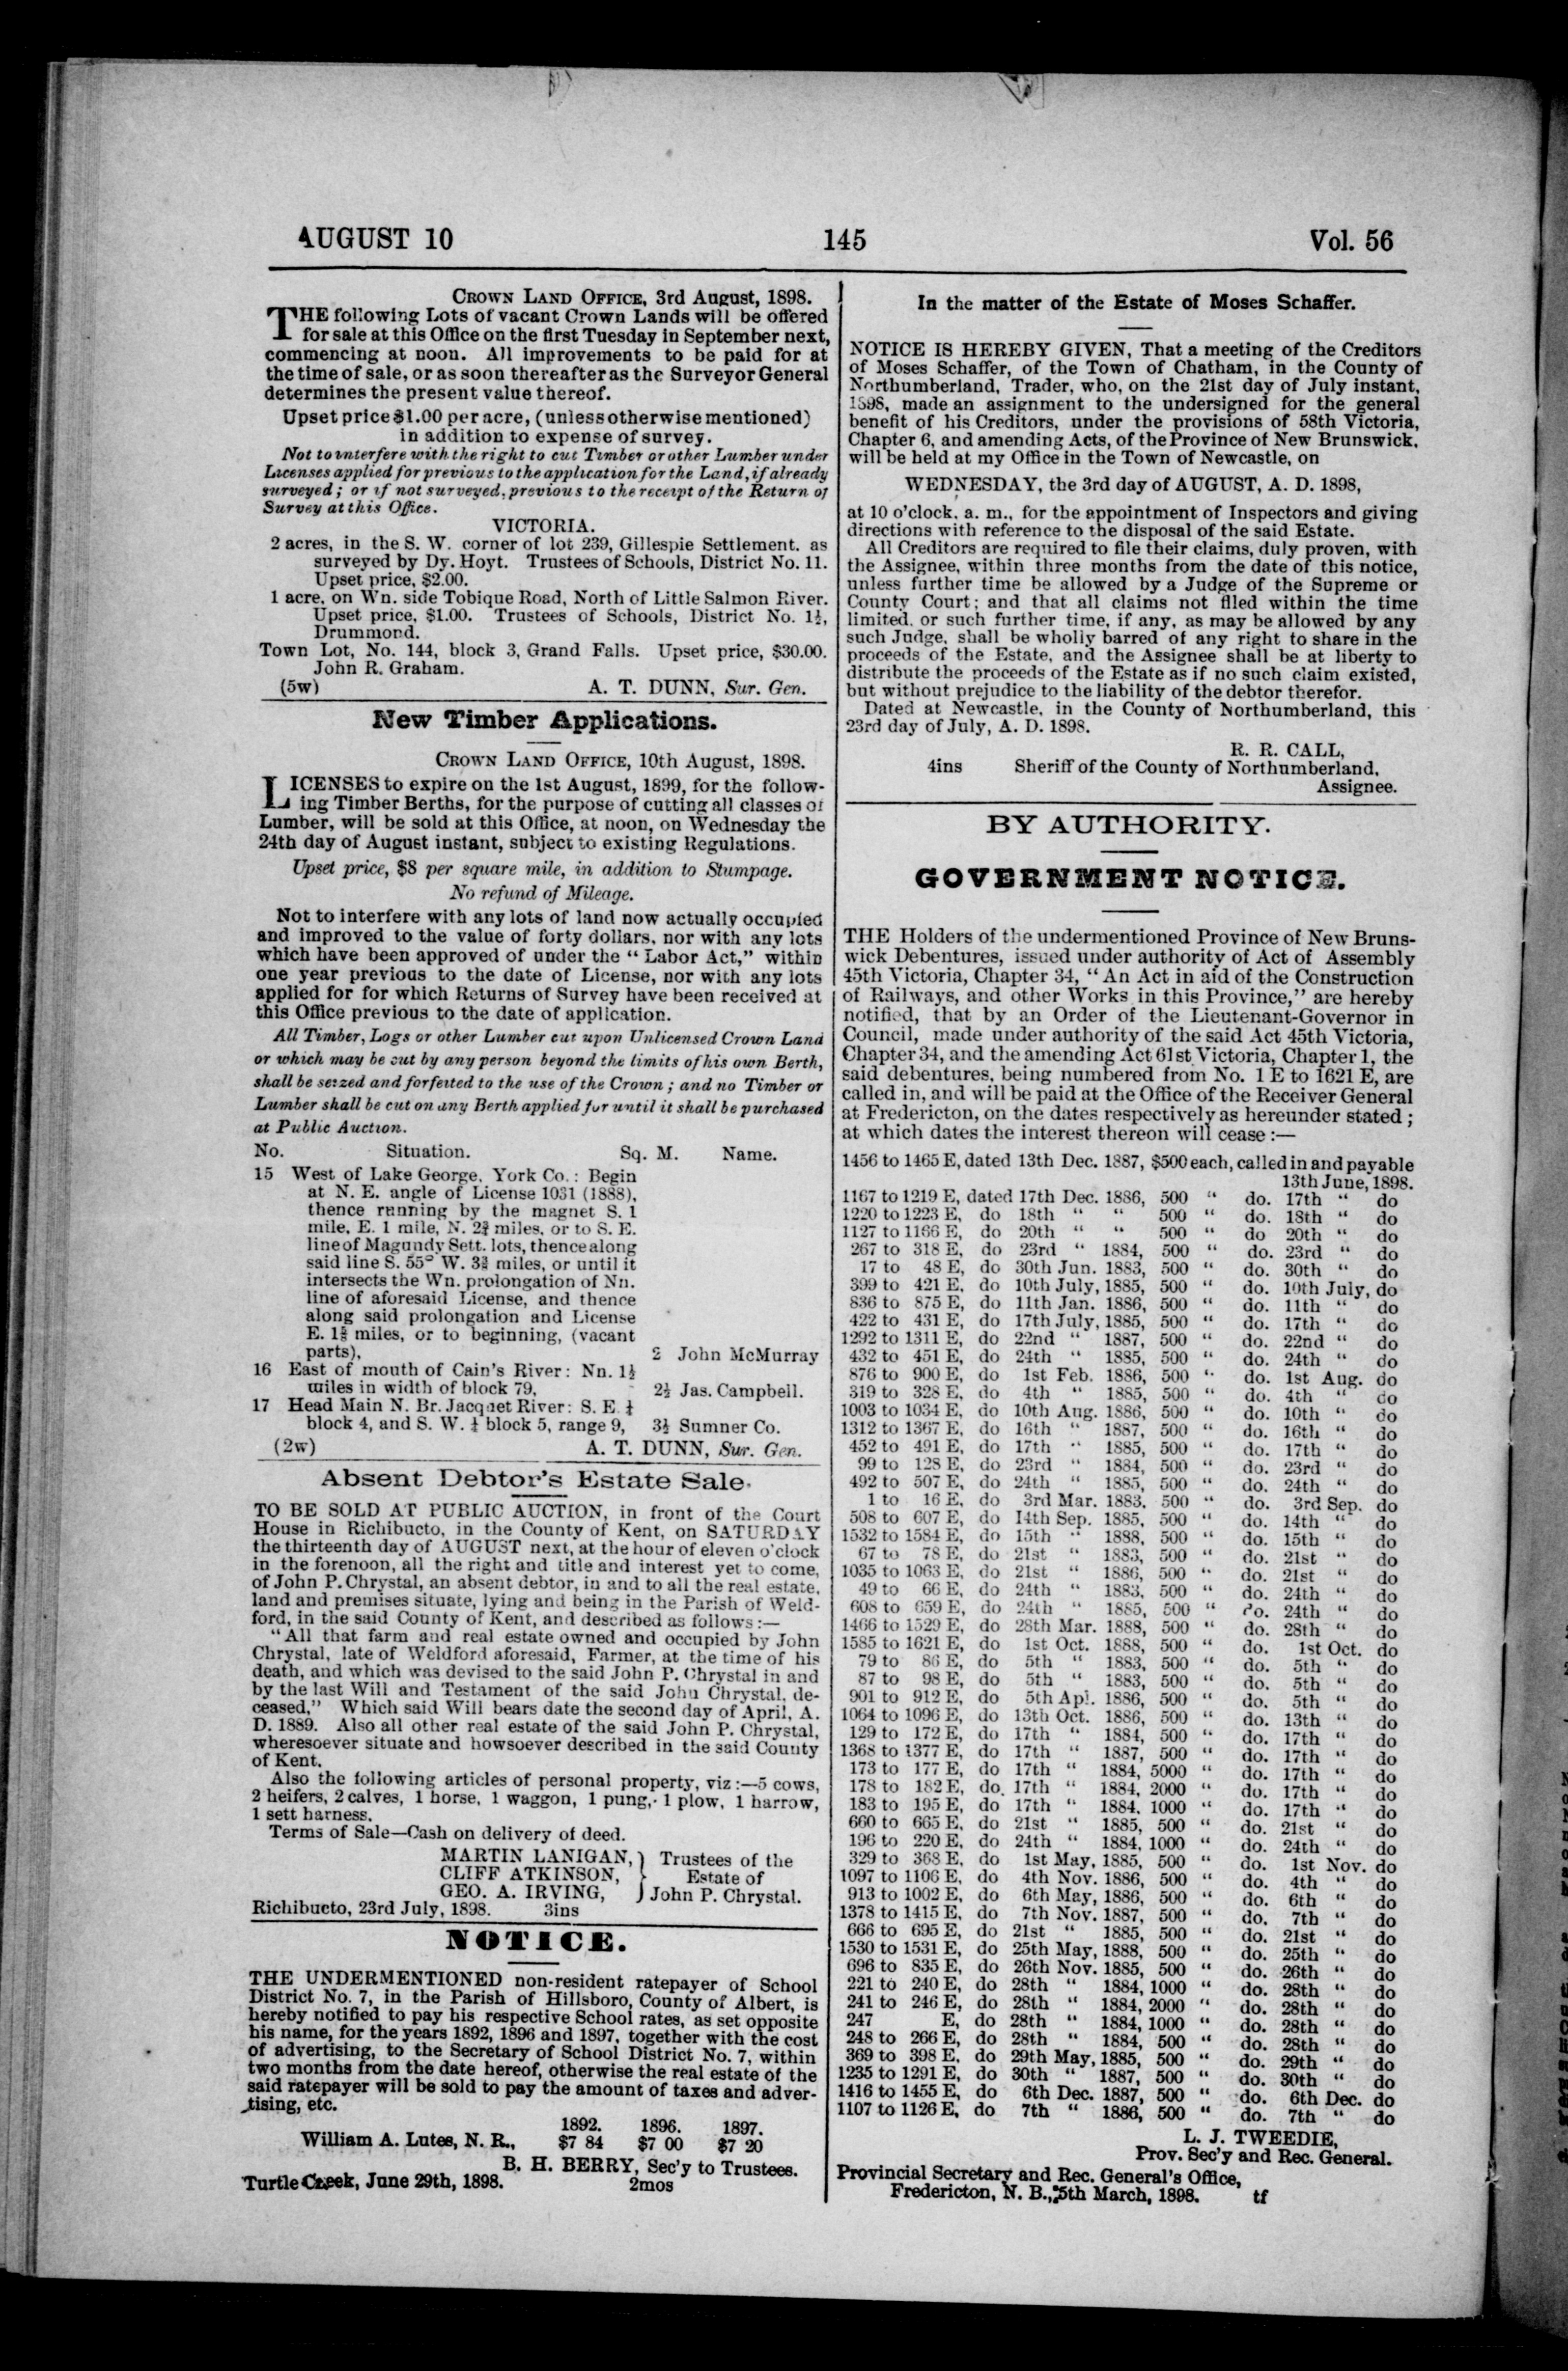 AUGUST 10
145
Vol. 56
CROWN LAND OFFICE, 3rd August, 1898.
THE following Lots of vacant Crown Lands will be offered
for sale at this Office on the first Tuesday in September next,
commencing at noon. All improvements to be paid for at
the time of sale, or as soon thereafter as the Surveyor General
determines the present value thereof.
Upset price $1.00 per acre, (unless otherwise mentioned)
in addition to expense of survey.
Not to interfere with the right to cut Timber or other Lumber under
Licenses applied for previous to the application for the Land, if already
surveyed; or if not surveyed, previous to the receipt of the Return of
Survey at this Office.
VICTORIA.
2 acres, in the S. W. corner of lot 239, Gillespie Settlement, as
surveyed by Dy. Hoyt. Trustees of Schools, District No. 11.
Upset price, $2.00.
1 acre, on Wn. side Tobique Road, North of Little Salmon River.
Upset price, $1.00. Trustees of Schools, District No. 1½,
Drummond.
Town Lot, No. 144, block 3, Grand Falls. Upset price, $30.00.
John R. Graham.
(5w) A. T. DUNN, Sur. Gen.
New Timber Applications.
CROWN LAND OFFICE, 10th August, 1898.
LICENSES to expire on the 1st August, 1899, for the follow-
ing Timber Berths, for the purpose of cutting all classes of
Lumber, will be sold at this Office, at noon, on Wednesday the
24th day of August instant, subject to existing Regulations.
Upset price, $8 per square mile, in addition to Stumpage.
No refund of Mileage.
Not to interfere with any lots of land now actually occupied
and improved to the value of forty dollars, nor with any lots
which have been approved of under the "Labor Act," within
one year previous to the date of License, nor with any lots
applied for for which Returns of Survey have been received at
this Office previous to the date of application.
All Timber, Logs or other Lumber cut upon Unlicensed Crown Land
or which may be cut by any person beyond the limits of his own Berth,
shall be seized and forfeited to the use of the Crown; and no Timber or
Lumber shall be cut on any Berth applied for until it shall be purchased
at Public Auction.
No. Situation. Sq. M. Name.
15 West of Lake George, York Co.: Begin
at N. E. angle of License 1031 (1888),
thence running by the magnet S. 1
mile, E. 1 mile, N. 2¾ miles, or to S. E.
line of Magundy Sett. lots, thence along
said line S. 55° W. 3¾ miles, or until it
intersects the Wn. prolongation of Nn.
line of aforesaid License, and thence
along said prolongation and License
E. 1¾ miles, or to beginning, (vacant
parts), 2 John McMurray
16 East of mouth of Cain's River: Nn. 1½
miles in width of block 79, 2½ Jas. Campbell.
17 Head Main N. Br. Jacquet River: S. E. ¼
block 4, and S. W. ¼ block 5, range 9, 3½ Sumner Co.
(2w) A. T. DUNN, Sur. Gen.
Absent Debtor's Estate Sale.
TO BE SOLD AT PUBLIC AUCTION, in front of the Court
House in Richibucto, in the County of Kent, on SATURDAY
the thirteenth day of AUGUST next, at the hour of eleven o'clock
in the forenoon, all the right and title and interest yet to come,
of John P. Chrystal, an absent debtor, in and to all the real estate,
land and premises situate, lying and being in the Parish of Weld-
ford, in the said County of Kent, and described as follows:—
"All that farm and real estate owned and occupied by John
Chrystal, late of Weldford aforesaid, Farmer, at the time of his
death, and which was devised to the said John P. Chrystal in and
by the last Will and Testament of the said John Chrystal, de-
ceased," Which said Will bears date the second day of April, A.
D. 1889. Also all other real estate of the said John P. Chrystal,
wheresoever situate and howsoever described in the said County
of Kent.
Also the following articles of personal property, viz:—5 cows,
2 heifers, 2 calves, 1 horse, 1 waggon, 1 pung, 1 plow, 1 harrow,
1 sett harness.
Terms of Sale—Cash on delivery of deed.
MARTIN LANIGAN, } Trustees of the
CLIFF ATKINSON, } Estate of
GEO. A. IRVING, } John P. Chrystal.
Richibucto, 23rd July, 1898. 3ins
NOTICE.
THE UNDERMENTIONED non-resident ratepayer of School
District No. 7, in the Parish of Hillsboro, County of Albert, is
hereby notified to pay his respective School rates, as set opposite
his name, for the years 1892, 1896 and 1897, together with the cost
of advertising, to the Secretary of School District No. 7, within
two months from the date hereof, otherwise the real estate of the
said ratepayer will be sold to pay the amount of taxes and adver-
tising, etc.
1892. 1896. 1897.
William A. Lutes, N. R., $7 84 $7 00 $7 20
B. H. BERRY, Sec'y to Trustees.
Turtle Creek, June 29th, 1898. 2mos
In the matter of the Estate of Moses Schaffer.
NOTICE IS HEREBY GIVEN, That a meeting of the Creditors
of Moses Schaffer, of the Town of Chatham, in the County of
Northumberland, Trader, who, on the 21st day of July instant,
1898, made an assignment to the undersigned for the general
benefit of his Creditors, under the provisions of 58th Victoria,
Chapter 6, and amending Acts, of the Province of New Brunswick,
will be held at my Office in the Town of Newcastle, on
WEDNESDAY, the 3rd day of AUGUST, A. D. 1898,
at 10 o'clock, a. m., for the appointment of Inspectors and giving
directions with reference to the disposal of the said Estate.
All Creditors are required to file their claims, duly proven, with
the Assignee, within three months from the date of this notice,
unless further time be allowed by a Judge of the Supreme or
County Court; and that all claims not filed within the time
limited, or such further time, if any, as may be allowed by any
such Judge, shall be wholly barred of any right to share in the
proceeds of the Estate, and the Assignee shall be at liberty to
distribute the proceeds of the Estate as if no such claim existed,
but without prejudice to the liability of the debtor therefor.
Dated at Newcastle, in the County of Northumberland, this
23rd day of July, A. D. 1898.
R. R. CALL,
4ins Sheriff of the County of Northumberland,
Assignee.
BY AUTHORITY.
GOVERNMENT NOTICE.
THE Holders of the undermentioned Province of New Bruns-
wick Debentures, issued under authority of Act of Assembly
45th Victoria, Chapter 34, "An Act in aid of the Construction
of Railways, and other Works in this Province," are hereby
notified, that by an Order of the Lieutenant-Governor in
Council, made under authority of the said Act 45th Victoria,
Chapter 34, and the amending Act 61st Victoria, Chapter 1, the
said debentures, being numbered from No. 1 E to 1621 E, are
called in, and will be paid at the Office of the Receiver General
at Fredericton, on the dates respectively as hereunder stated;
at which dates the interest thereon will cease:—
1456 to 1465 E, dated 13th Dec. 1887, $500 each, called in and payable
13th June, 1898.
1167 to 1219 E, dated 17th Dec. 1886, 500 " do. 17th " do
1220 to 1223 E, do 18th " " 500 " do. 18th " do
1127 to 1166 E, do 20th " " 500 " do 20th " do
267 to 318 E, do 23rd " 1884, 500 " do. 23rd " do
17 to 48 E, do 30th Jun. 1883, 500 " do. 30th " do
399 to 421 E, do 10th July, 1885, 500 " do. 10th July, do
836 to 875 E, do 11th Jan. 1886, 500 " do. 11th " do
422 to 431 E, do 17th July, 1885, 500 " do. 17th " do
1292 to 1311 E, do 22nd " 1887, 500 " do. 22nd " do
432 to 451 E, do 24th " 1885, 500 " do. 24th " do
876 to 900 E, do 1st Feb. 1886, 500 " do. 1st Aug. do
319 to 328 E, do 4th " 1885, 500 " do. 4th " do
1003 to 1034 E, do 10th Aug. 1886, 500 " do. 10th " do
1312 to 1367 E, do 16th " 1887, 500 " do. 16th " do
452 to 491 E, do 17th " 1885, 500 " do. 17th " do
99 to 128 E, do 23rd " 1884, 500 " do. 23rd " do
492 to 507 E, do 24th " 1885, 500 " do. 24th " do
1 to 16 E, do 3rd Mar. 1883, 500 " do. 3rd Sep. do
508 to 607 E, do 14th Sep. 1885, 500 " do. 14th " do
1532 to 1584 E, do 15th " 1888, 500 " do. 15th " do
67 to 78 E, do 21st " 1883, 500 " do. 21st " do
1035 to 1063 E, do 21st " 1886, 500 " do. 21st " do
49 to 66 E, do 24th " 1883, 500 " do. 24th " do
608 to 659 E, do 24th " 1885, 500 " do. 24th " do
1466 to 1529 E, do 28th Mar. 1888, 500 " do. 28th " do
1585 to 1621 E, do 1st Oct. 1888, 500 " do. 1st Oct. do
79 to 86 E, do 5th " 1883, 500 " do. 5th " do
87 to 98 E, do 5th " 1883, 500 " do. 5th " do
901 to 912 E, do 5th Apl. 1886, 500 " do. 5th " do
1064 to 1096 E, do 13th Oct. 1886, 500 " do. 13th " do
129 to 172 E, do 17th " 1884, 500 " do. 17th " do
1368 to 1377 E, do 17th " 1887, 500 " do. 17th " do
173 to 177 E, do 17th " 1884, 5000 " do. 17th " do
178 to 182 E, do. 17th " 1884, 2000 " do. 17th " do
183 to 195 E, do 17th " 1884, 1000 " do. 17th " do
660 to 665 E, do 21st " 1885, 500 " do. 21st " do
196 to 220 E, do 24th " 1884, 1000 " do. 24th " do
329 to 368 E, do 1st May, 1885, 500 " do. 1st Nov. do
1097 to 1106 E, do 4th Nov. 1886, 500 " do. 4th " do
913 to 1002 E, do 6th May, 1886, 500 " do. 6th " do
1378 to 1415 E, do 7th Nov. 1887, 500 " do. 7th " do
666 to 695 E, do 21st " 1885, 500 " do. 21st " do
1530 to 1531 E, do 25th May, 1888, 500 " do. 25th " do
696 to 835 E, do 26th Nov. 1885, 500 " do. 26th " do
221 to 240 E, do 28th " 1884, 1000 " do. 28th " do
241 to 246 E, do 28th " 1884, 2000 " do. 28th " do
247 E, do 28th " 1884, 1000 " do. 28th " do
248 to 266 E, do 28th " 1884, 500 " do. 28th " do
369 to 398 E, do 29th May, 1885, 500 " do. 29th " do
1235 to 1291 E, do 30th " 1887, 500 " do. 30th " do
1416 to 1455 E, do 6th Dec. 1887, 500 " do. 6th Dec. do
1107 to 1126 E, do 7th " 1886, 500 " do. 7th " do
L. J. TWEEDIE,
Prov. Sec'y and Rec. General.
Provincial Secretary and Rec. General's Office,
Fredericton, N. B., 5th March, 1898. tf